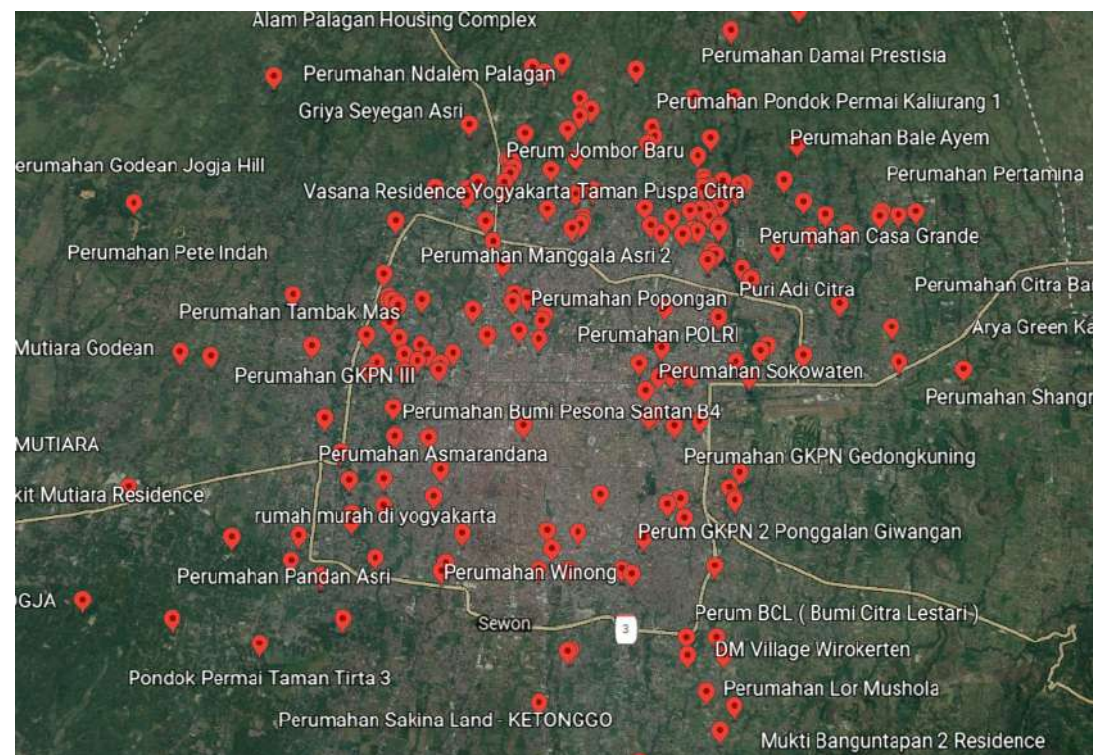 Alam Palagan Housing Complex
Perumahan Damai Prestisia
Perumahan Ndalem Palagan
Perumahan Pondok Permai Kaliurang 1
Griya Seyegan Asri
Perumahan Bale Ayem
Perum Jombor Baru
erumahan Godean Jogja Hill
Perumahan Pertamina
Vasana Residence Yogyakarta
Taman Puspa Citra
Perumahan Casa Grande
Perumahan Pete Indah
Perumahan Manggala Asri 2
Puri Adi Citra
Perumahan Citra Ba
Perumahan Popongan
Perumahan Tambak Mas
Arya Green Ka
Perumahan POLRI
Mutiara Godean
Perumahan GKPN III
Perumahan Sokowaten
Perumahan Shangr
Perumahan Bumi Pesona Santan B4
MUTIARA
Perumahan Asmarandana
Perumahan GKPN Gedongkuning
kit Mutiara Residence
rumah murah di yogyakarta
Perum GKPN 2 Ponggalan Giwangan
Perumahan Pandan Asri
Perumahan Winong
OGJA
Perum BCL ( Bumi Citra Lestari )
Sewon
3
DM Village Wirokerten
Pondok Permai Taman Tirta 3
Perumahan Lor Mushola
Perumahan Sakina Land - KETONGGO
Mukti Banguntapan 2 Residence